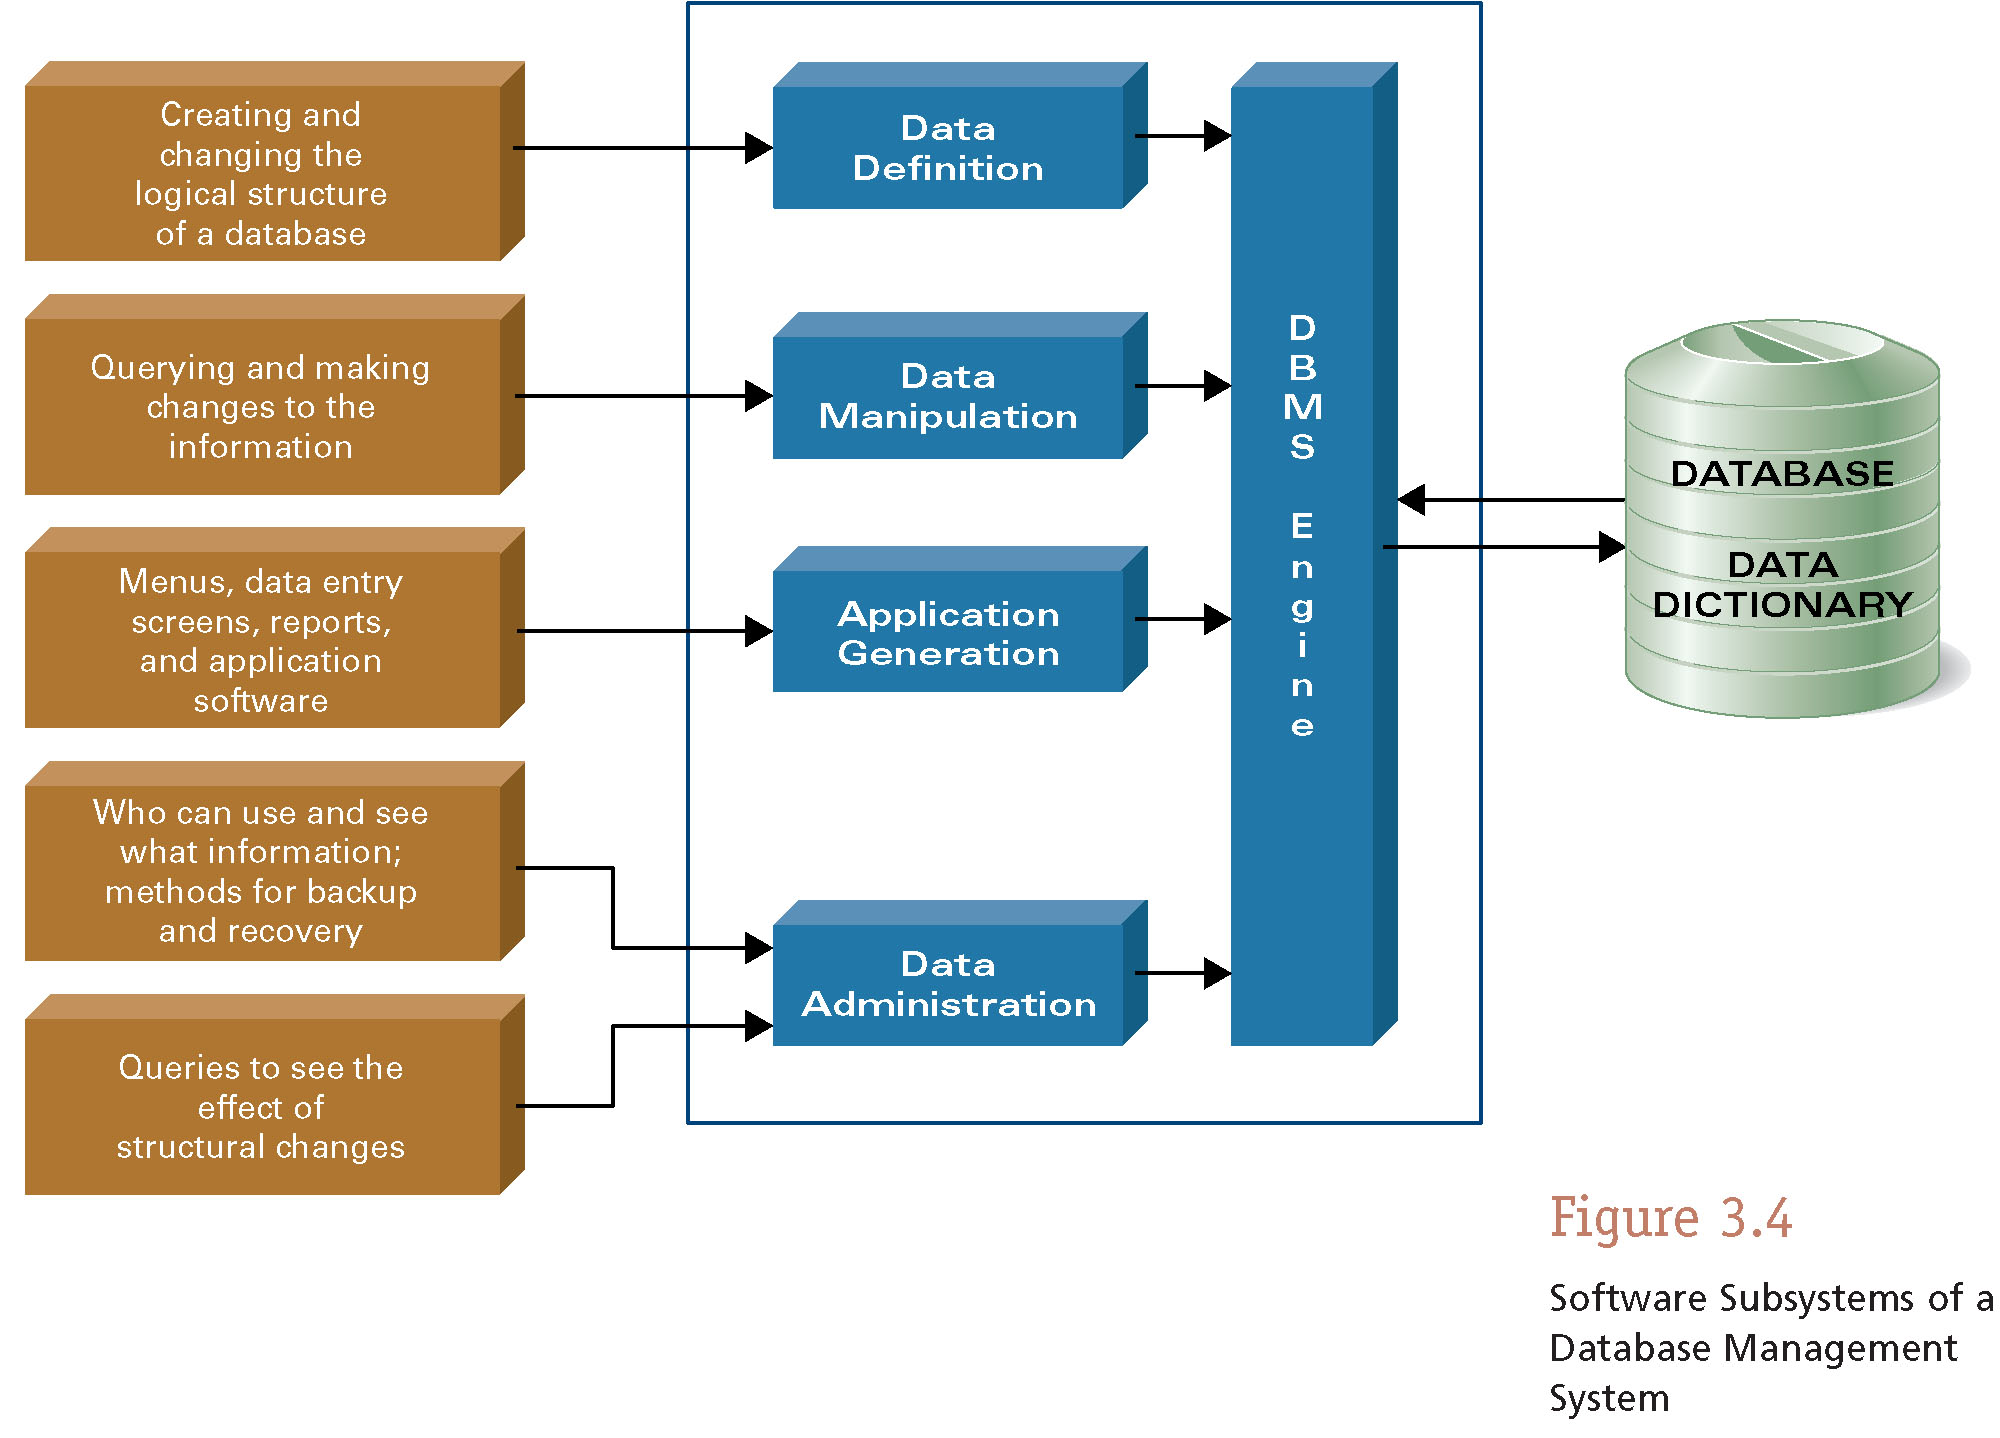 Creating and
changing the
logical structure
of a database
Data
Definition
Querying and making
changes to the
information
Data
Manipulation
Menus, data entry
screens, reports,
and application
software
Application
Generation
Who can use and see
what information;
methods for backup
and recovery
Data
Administration
Queries to see the
effect of
structural changes
DBMS Engine
DATABASE
DATA
DICTIONARY
Figure 3.4
Software Subsystems of a
Database Management
System